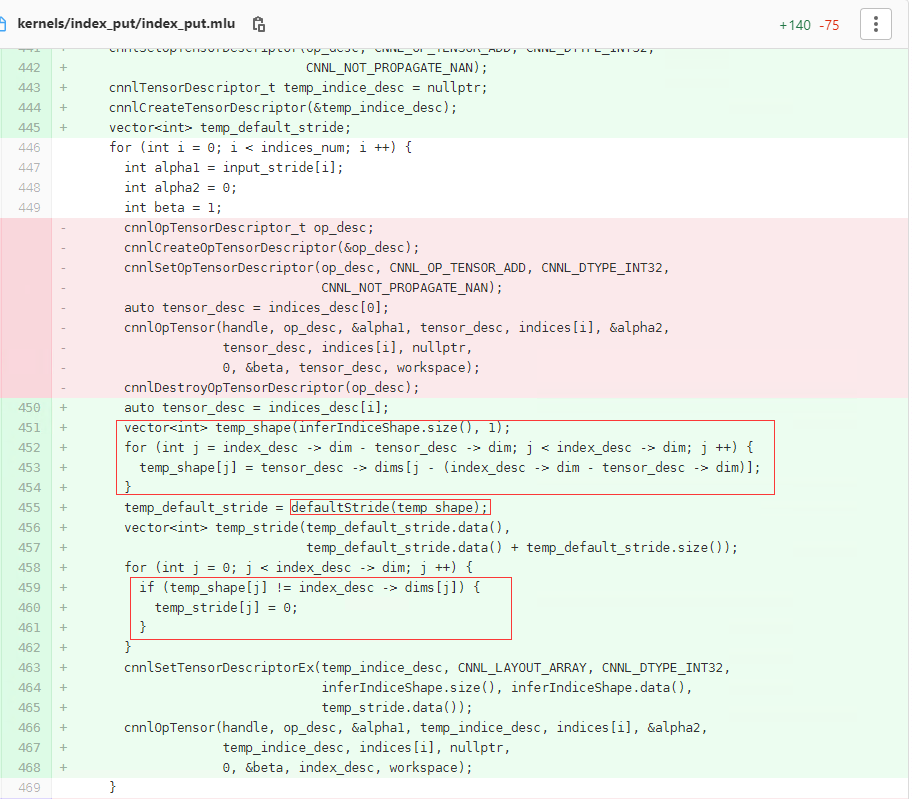 kernels/index_put/index_put.mlu
+140 -75
441 + cnnlSetOpTensorDescriptor(op_desc, CNNL_OP_TENSOR_ADD, CNNL_DTYPE_INT32,
442 + CNNL_NOT_PROPAGATE_NAN);
443 + cnnlTensorDescriptor_t temp_indice_desc = nullptr;
444 + cnnlCreateTensorDescriptor(&temp_indice_desc);
445 + vector<int> temp_default_stride;
446 for (int i = 0; i < indices_num; i ++) {
447 int alpha1 = input_stride[i];
448 int alpha2 = 0;
449 int beta = 1;
- cnnlOpTensorDescriptor_t op_desc;
- cnnlCreateOpTensorDescriptor(&op_desc);
- cnnlSetOpTensorDescriptor(op_desc, CNNL_OP_TENSOR_ADD, CNNL_DTYPE_INT32,
- CNNL_NOT_PROPAGATE_NAN);
- auto tensor_desc = indices_desc[0];
- cnnlOpTensor(handle, op_desc, &alpha1, tensor_desc, indices[i], &alpha2,
- tensor_desc, indices[i], nullptr,
- 0, &beta, tensor_desc, workspace);
- cnnlDestroyOpTensorDescriptor(op_desc);
450 + auto tensor_desc = indices_desc[i];
451 + vector<int> temp_shape(inferIndiceShape.size(), 1);
452 + for (int j = index_desc -> dim - tensor_desc -> dim; j < index_desc -> dim; j ++) {
453 + temp_shape[j] = tensor_desc -> dims[j - (index_desc -> dim - tensor_desc -> dim)];
454 + }
455 + temp_default_stride = defaultStride(temp_shape);
456 + vector<int> temp_stride(temp_default_stride.data(),
457 + temp_default_stride.data() + temp_default_stride.size());
458 + for (int j = 0; j < index_desc -> dim; j ++) {
459 + if (temp_shape[j] != index_desc -> dims[j]) {
460 + temp_stride[j] = 0;
461 + }
462 + }
463 + cnnlSetTensorDescriptorEx(temp_indice_desc, CNNL_LAYOUT_ARRAY, CNNL_DTYPE_INT32,
464 + inferIndiceShape.size(), inferIndiceShape.data(),
465 + temp_stride.data());
466 + cnnlOpTensor(handle, op_desc, &alpha1, temp_indice_desc, indices[i], &alpha2,
467 + temp_indice_desc, indices[i], nullptr,
468 + 0, &beta, index_desc, workspace);
469 }